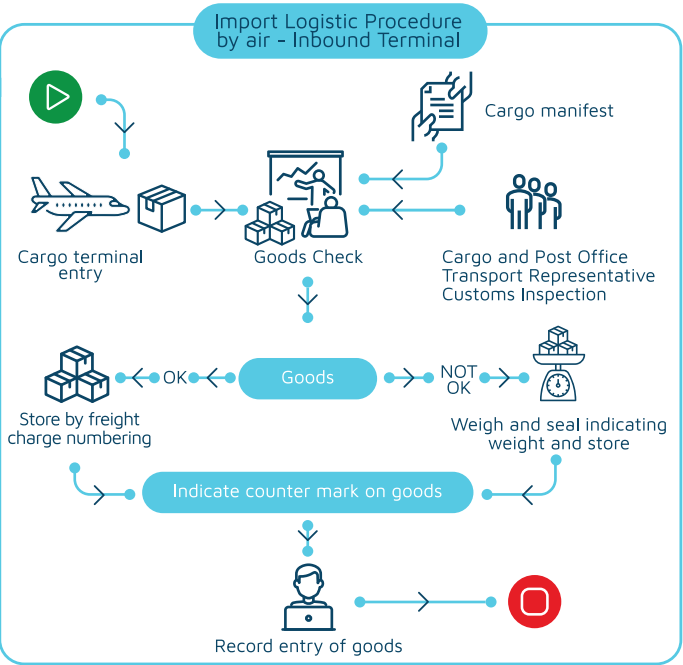 Import Logistic Procedure
by air - Inbound Terminal
Cargo manifest
Cargo terminal
entry
Goods Check
Cargo and Post Office
Transport Representative
Customs Inspection
OK
Goods
NOT
OK
Store by freight
charge numbering
Weigh and seal indicating
weight and store
Indicate counter mark on goods
Record entry of goods